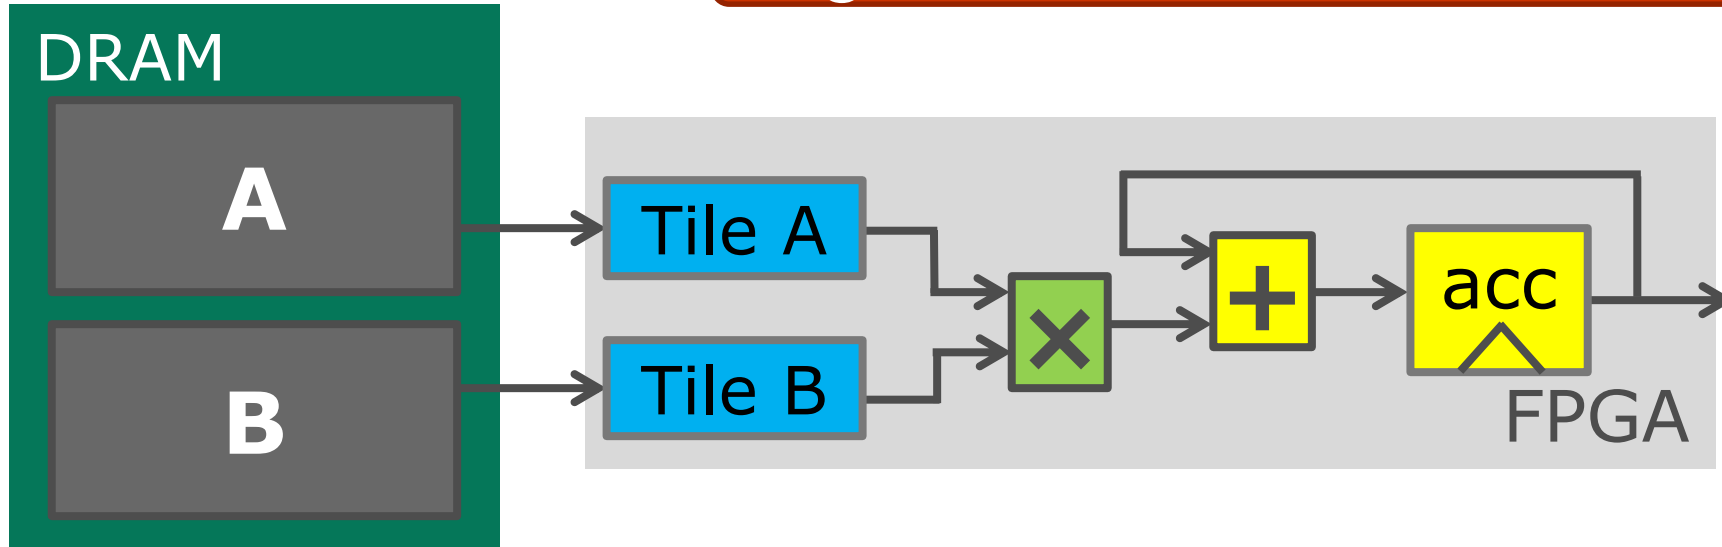 DRAM
A
B
Tile A
Tile B
×
+
acc
FPGA